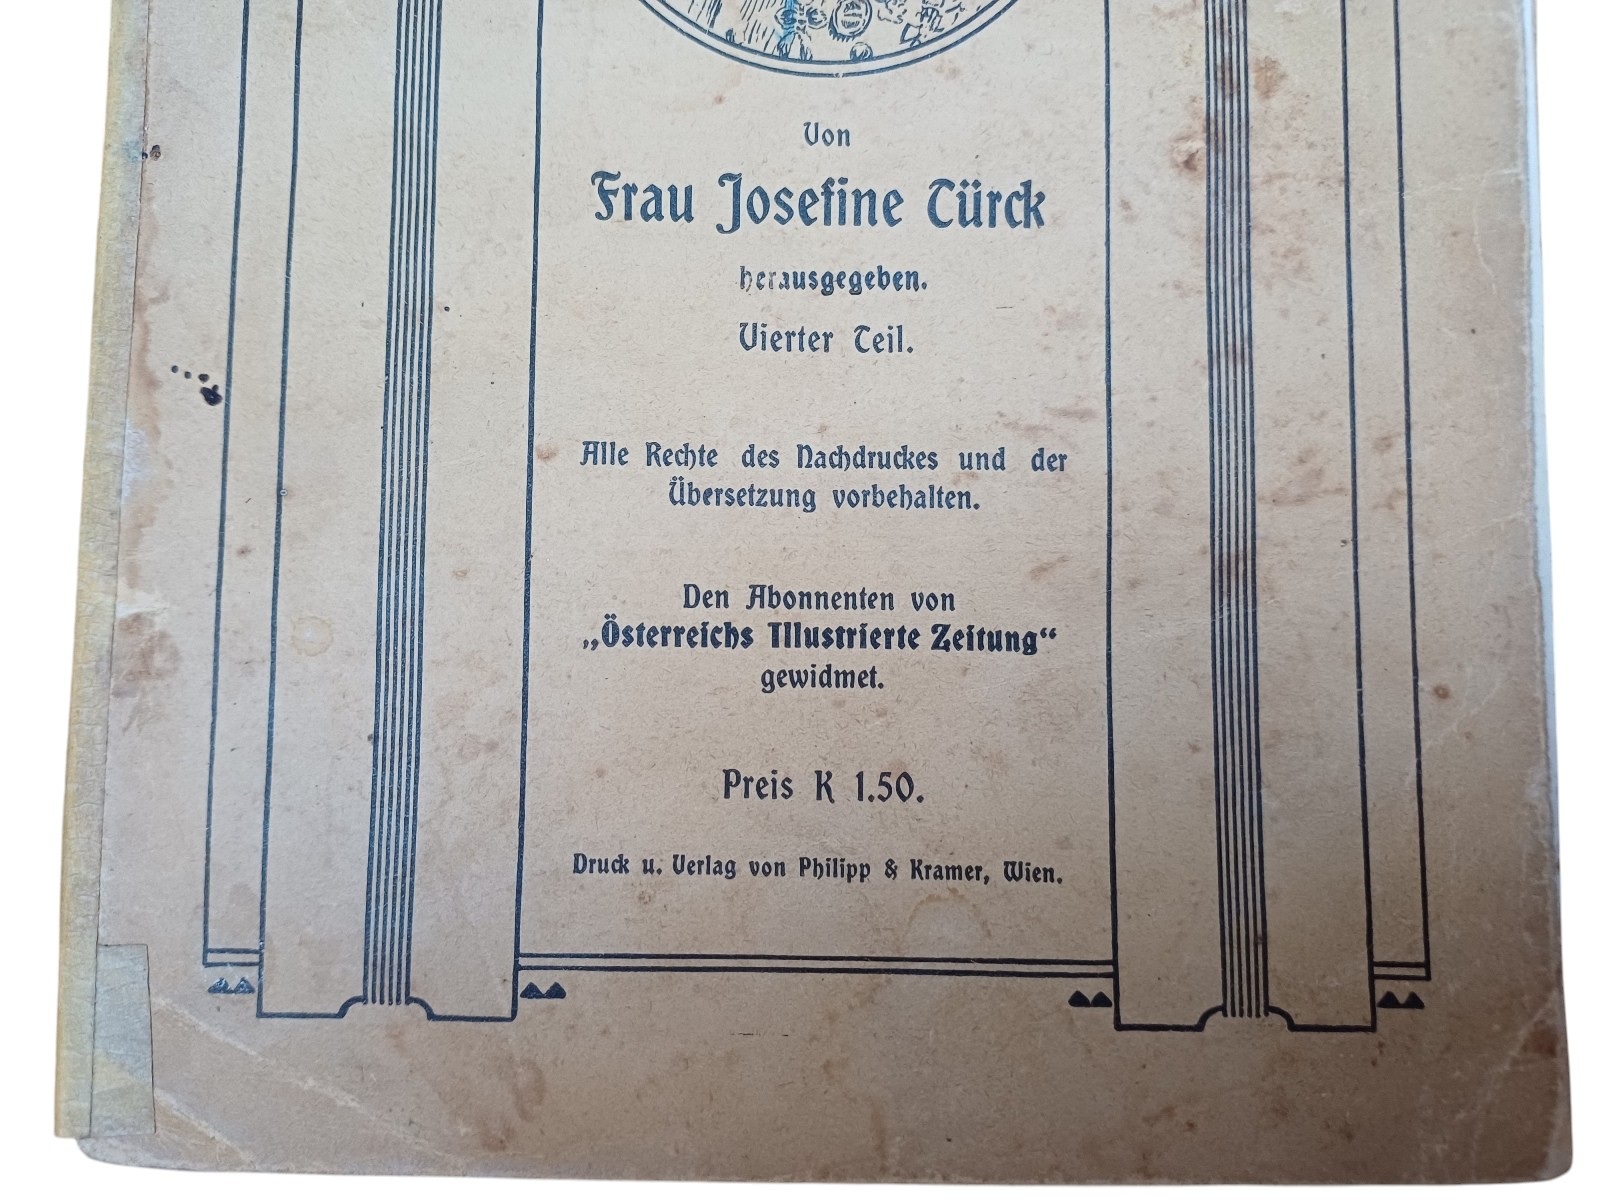 Von
Frau Josefine Türck
herausgegeben.
Vierter Teil.
Alle Rechte des Nachdruckes und der
Übersetzung vorbehalten.
Den Abonnenten von
„Österreichs Illustrierte Zeitung“
gewidmet.
Preis K 1.50.
Druck u. Verlag von Philipp & Kramer, Wien.